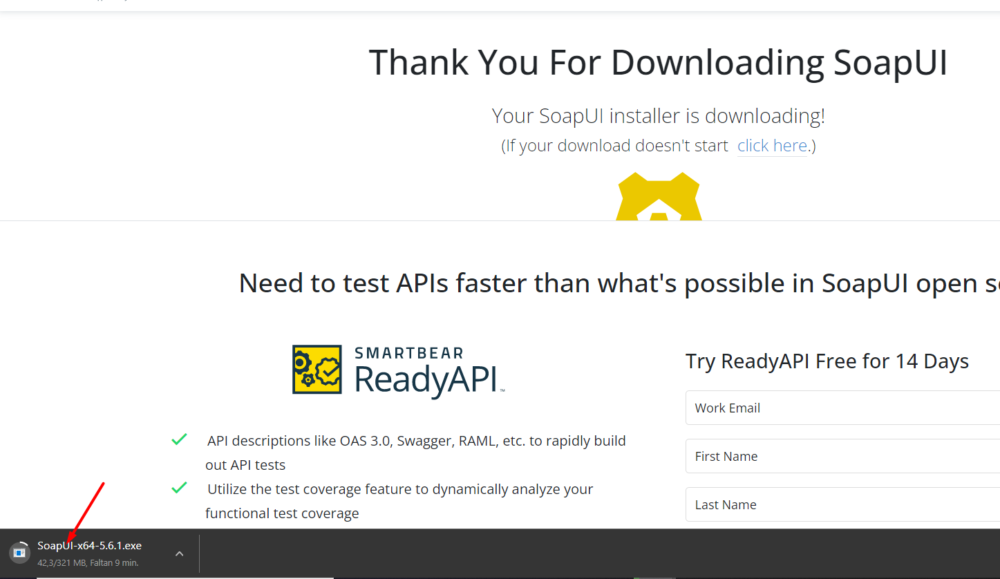 Thank You For Downloading SoapUI
Your SoapUI installer is downloading!
(If your download doesn't start click here.)
Need to test APIs faster than what's possible in SoapUI open
SMARTBEAR
ReadyAPI™
Try ReadyAPI Free for 14 Days
Work Email
First Name
Last Name
API descriptions like OAS 3.0, Swagger, RAML, etc. to rapidly build
out API tests
Utilize the test coverage feature to dynamically analyze your
functional test coverage
SoapUI-x64-5.6.1.exe
42,3/321 MB, Faltan 9 min.